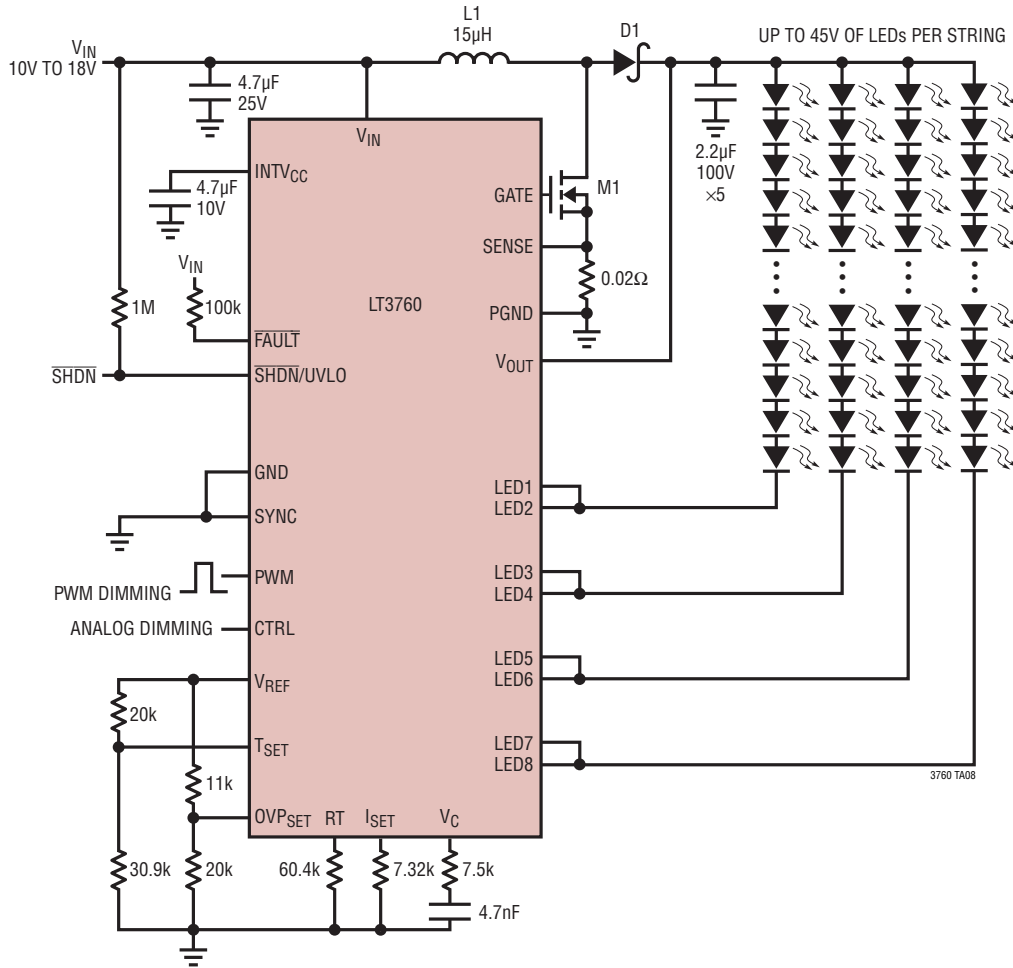 L1
15µH
D1
UP TO 45V OF LEDs PER STRING
VIN
10V TO 18V
4.7µF
25V
VIN
2.2µF
100V
×5
INTVCC
4.7µF
10V
GATE
M1
VIN
SENSE
1M
100k
LT3760
0.02Ω
PGND
FAULT
VOUT
SHDN
SHDN/UVLO
GND
LED1
LED2
SYNC
PWM DIMMING
PWM
LED3
LED4
ANALOG DIMMING
CTRL
LED5
LED6
VREF
20k
TSET
LED7
LED8
3760 TA08
11k
OVPSET
RT
ISET
VC
30.9k
20k
60.4k
7.32k
7.5k
4.7nF